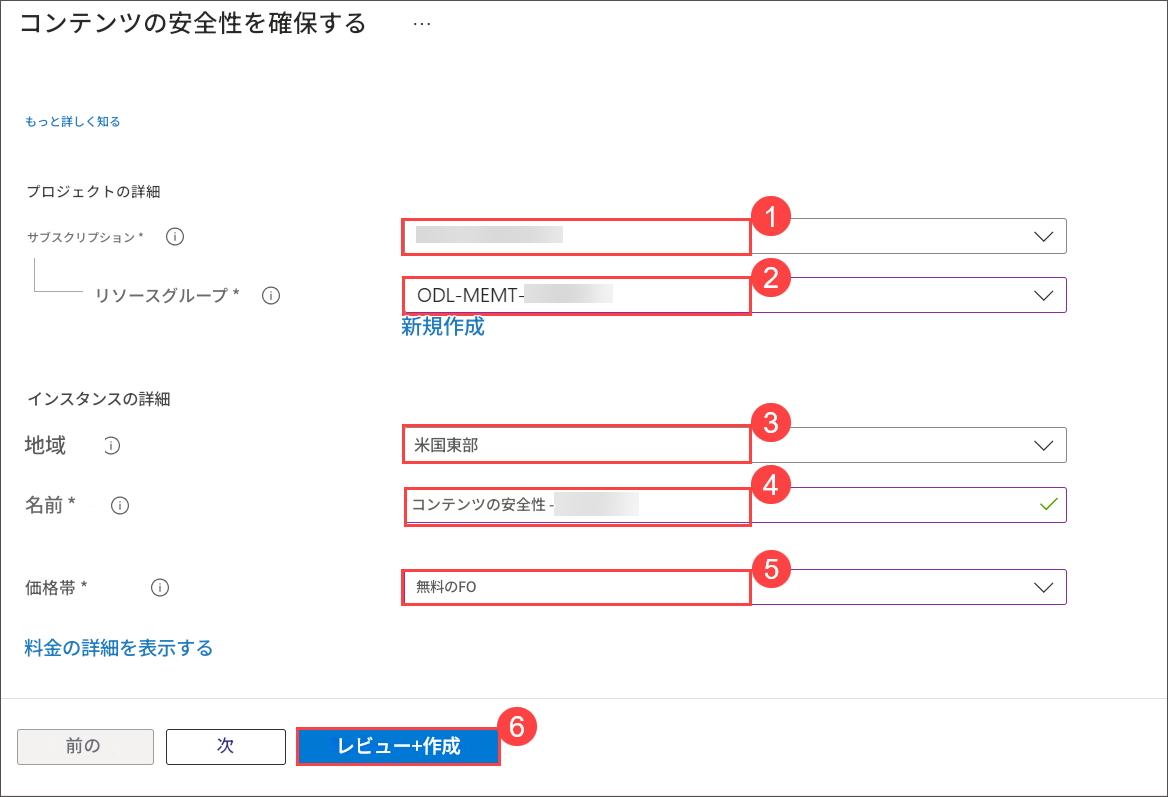 コンテンツの安全性を確保する ...
もっと詳しく知る
プロジェクトの詳細
サブスクリプション *
1
リソースグループ *
ODL-MEMT-
2
新規作成
インスタンスの詳細
地域
米国東部
3
名前 *
コンテンツの安全性 -
4
価格帯 *
無料のFO
5
料金の詳細を表示する
前の
次
レビュー+作成
6